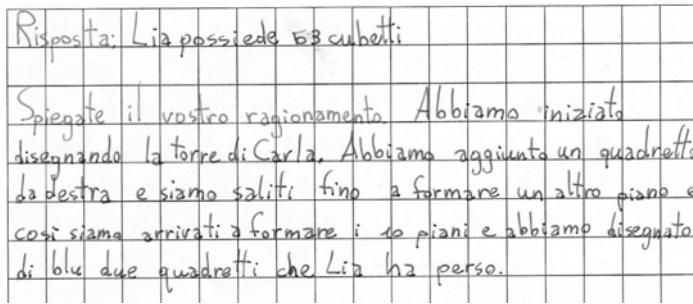 Risposta: Lia possiede 53 cubetti
Spiegate il vostro ragionamento. Abbiamo iniziato
disegnando la torre di Carla. Abbiamo aggiunto un quadretto
da destra e siamo saliti fino a formare un altro piano e
così siamo arrivati a formare i 10 piani e abbiamo disegnato
di blu due quadretti che Lia ha perso.